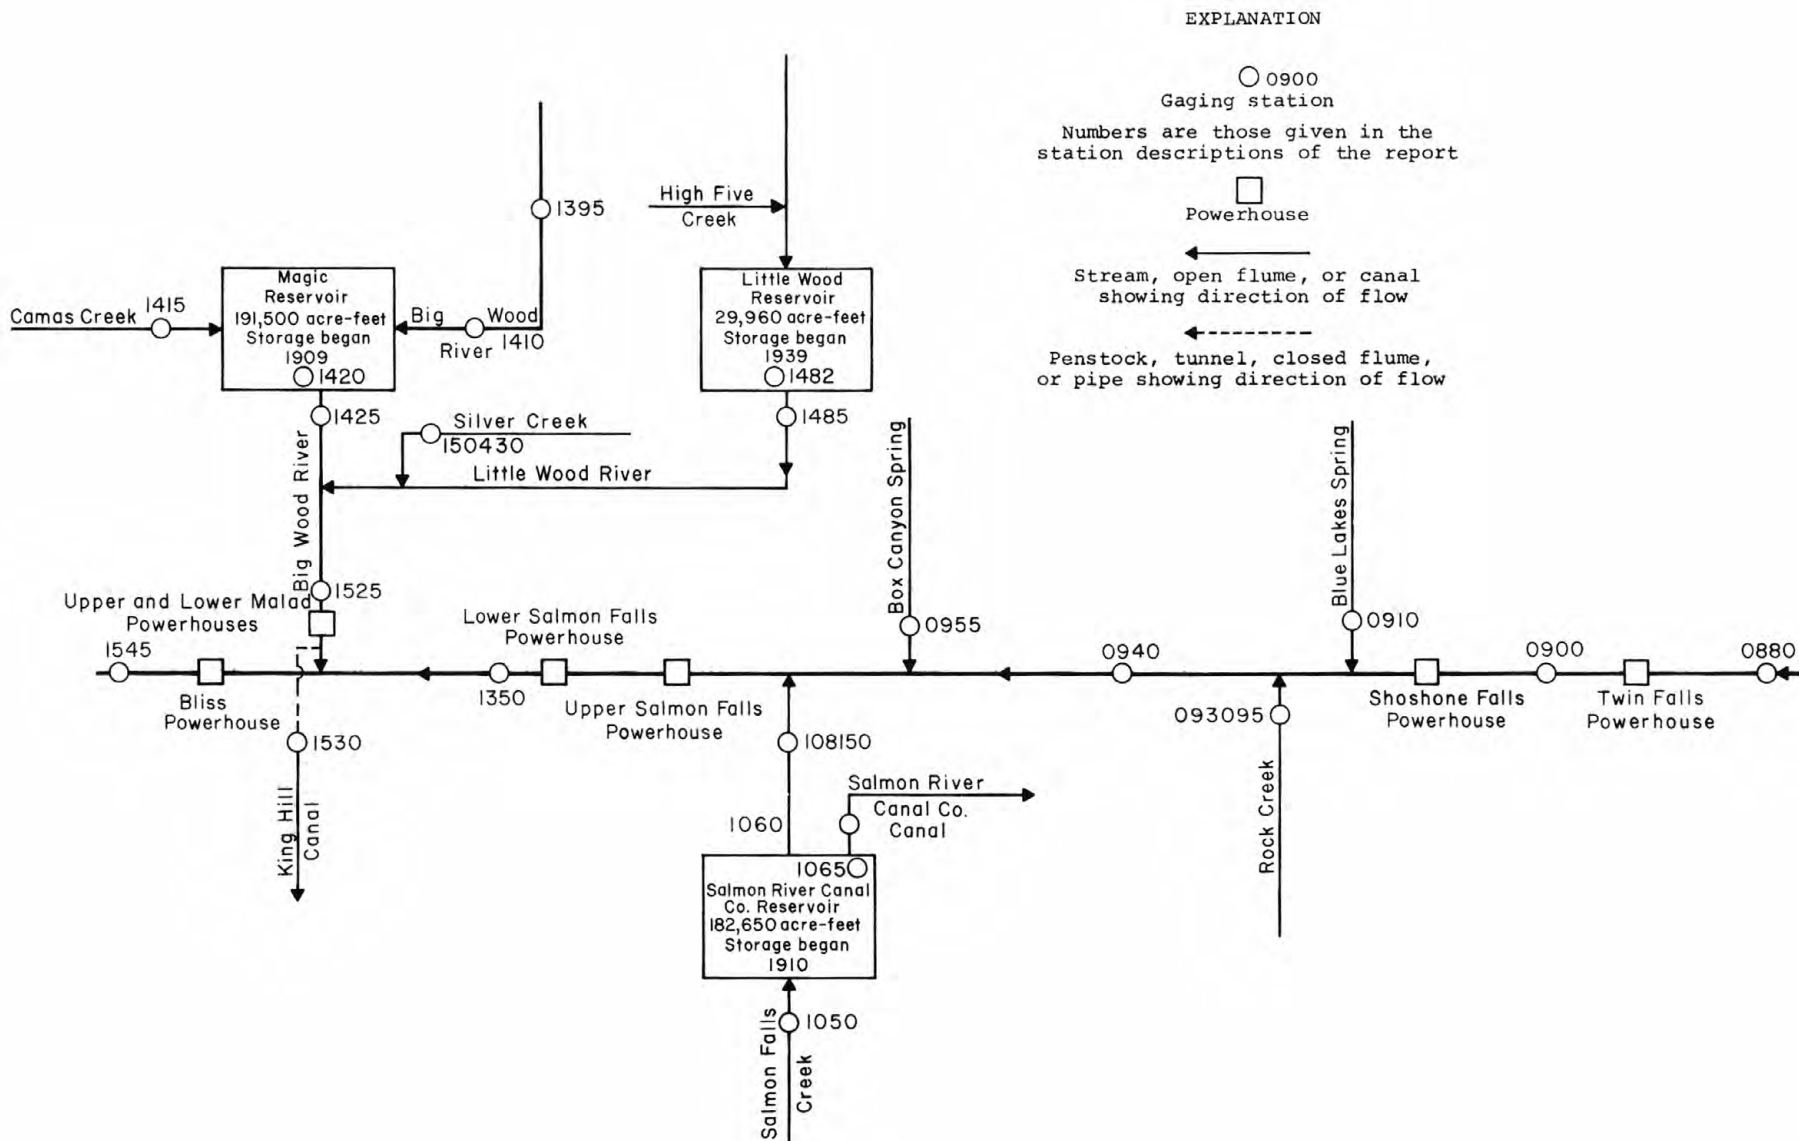 EXPLANATION
0900
Gaging station
Numbers are those given in the
station descriptions of the report
Powerhouse
Stream, open flume, or canal
showing direction of flow
Penstock, tunnel, closed flume,
or pipe showing direction of flow
1395
High Five
Creek
Camas Creek
1415
Magic
Reservoir
191,500 acre-feet
Storage began
1909
1420
Big Wood
River
1410
Little Wood
Reservoir
29,960 acre-feet
Storage began
1939
1482
1425
Silver Creek
150430
1485
Little Wood River
Big Wood River
Box Canyon Spring
Blue Lakes Spring
1525
Upper and Lower Malad
Powerhouses
Lower Salmon Falls
Powerhouse
0955
0910
1545
0940
0900
0880
Bliss
Powerhouse
1350
Upper Salmon Falls
Powerhouse
Shoshone Falls
Powerhouse
Twin Falls
Powerhouse
093095
1530
108150
King Hill
Canal
Salmon River
Canal Co.
Canal
1060
Rock Creek
1065
Salmon River Canal
Co. Reservoir
182,650 acre-feet
Storage began
1910
1050
Salmon Falls
Creek